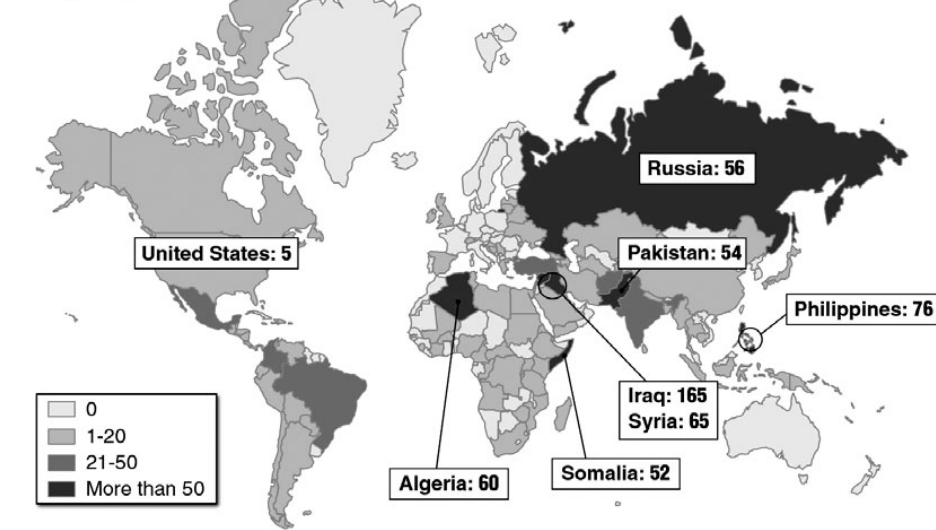 Russia: 56
United States: 5
Pakistan: 54
Philippines: 76
Iraq: 165
Syria: 65
Algeria: 60
Somalia: 52
0
1-20
21-50
More than 50